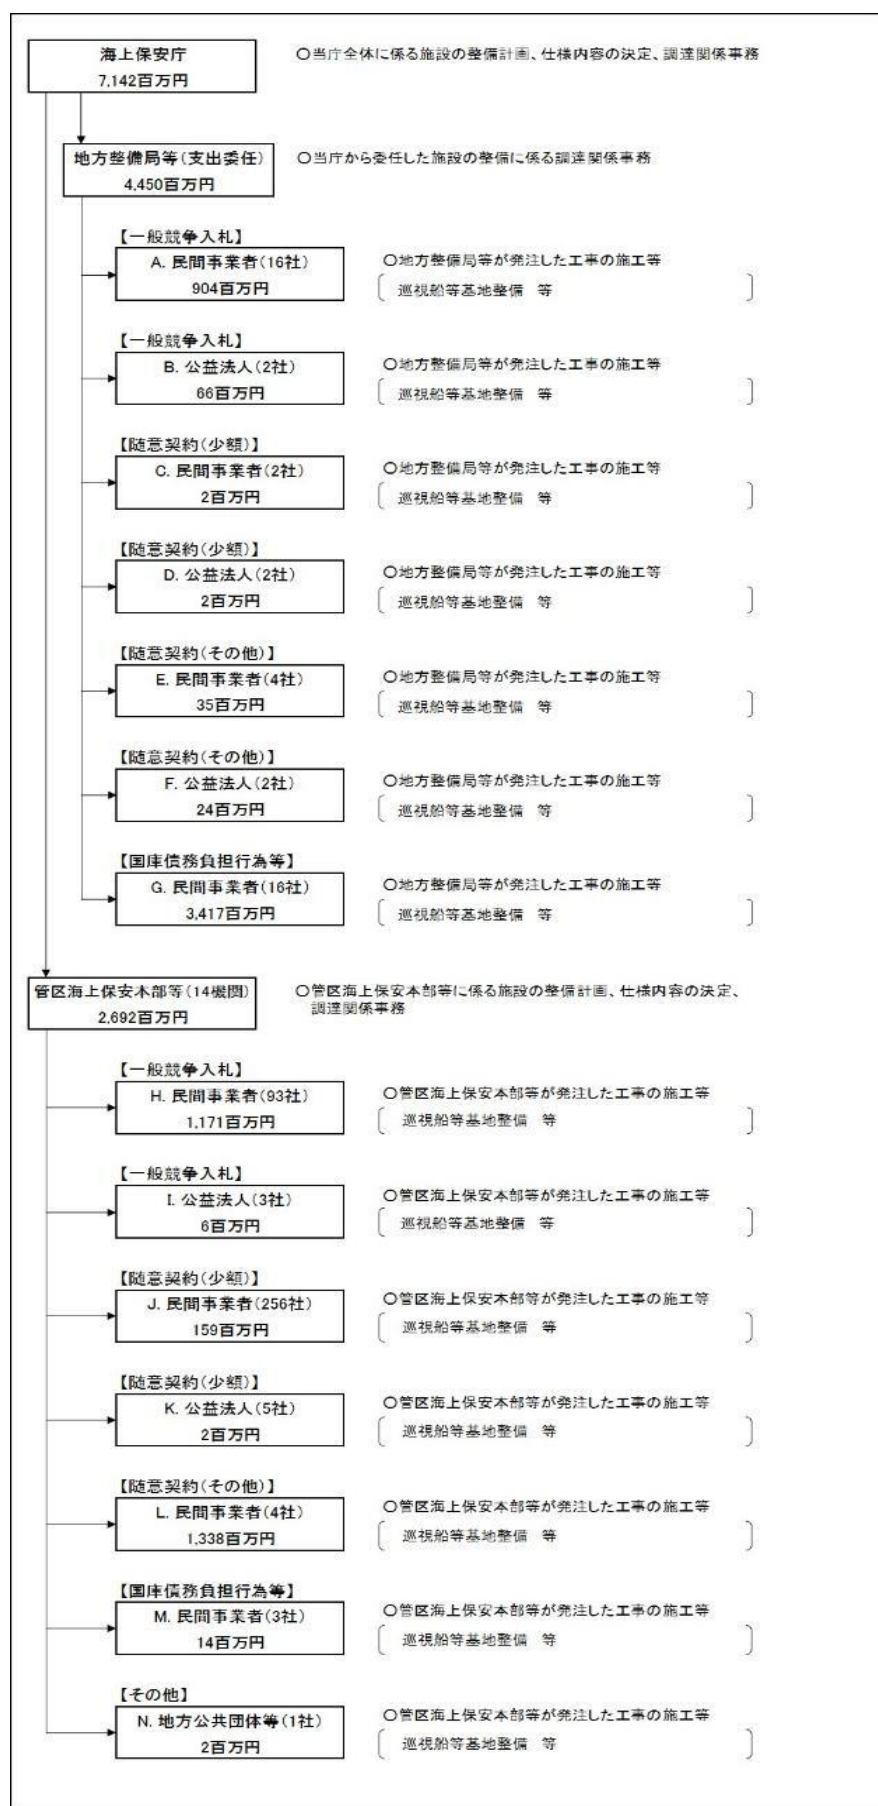 海上保安庁
7,142百万円
○当庁全体に係る施設の整備計画、仕様内容の決定、調達関係事務
地方整備局等(支出委任)
4,450百万円
○当庁から委任した施設の整備に係る調達関係事務
【一般競争入札】
A. 民間事業者(16社)
904百万円
○地方整備局等が発注した工事の施工等
巡視船等基地整備 等
【一般競争入札】
B. 公益法人(2社)
66百万円
○地方整備局等が発注した工事の施工等
巡視船等基地整備 等
【随意契約(少額)】
C. 民間事業者(2社)
2百万円
○地方整備局等が発注した工事の施工等
巡視船等基地整備 等
【随意契約(少額)】
D. 公益法人(2社)
2百万円
○地方整備局等が発注した工事の施工等
巡視船等基地整備 等
【随意契約(その他)】
E. 民間事業者(4社)
35百万円
○地方整備局等が発注した工事の施工等
巡視船等基地整備 等
【随意契約(その他)】
F. 公益法人(2社)
24百万円
○地方整備局等が発注した工事の施工等
巡視船等基地整備 等
【国庫債務負担行為等】
G. 民間事業者(16社)
3,417百万円
○地方整備局等が発注した工事の施工等
巡視船等基地整備 等
管区海上保安本部等(14機関)
2,692百万円
○管区海上保安本部等に係る施設の整備計画、仕様内容の決定、
調達関係事務
【一般競争入札】
H. 民間事業者(93社)
1,171百万円
○管区海上保安本部等が発注した工事の施工等
巡視船等基地整備 等
【一般競争入札】
I. 公益法人(3社)
6百万円
○管区海上保安本部等が発注した工事の施工等
巡視船等基地整備 等
【随意契約(少額)】
J. 民間事業者(256社)
159百万円
○管区海上保安本部等が発注した工事の施工等
巡視船等基地整備 等
【随意契約(少額)】
K. 公益法人(5社)
2百万円
○管区海上保安本部等が発注した工事の施工等
巡視船等基地整備 等
【随意契約(その他)】
L. 民間事業者(4社)
1,338百万円
○管区海上保安本部等が発注した工事の施工等
巡視船等基地整備 等
【国庫債務負担行為等】
M. 民間事業者(3社)
14百万円
○管区海上保安本部等が発注した工事の施工等
巡視船等基地整備 等
【その他】
N. 地方公共団体等(1社)
2百万円
○管区海上保安本部等が発注した工事の施工等
巡視船等基地整備 等